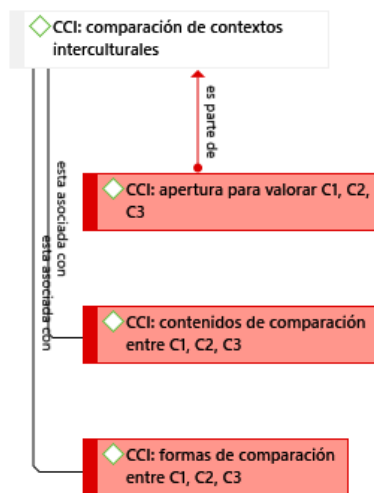 CCI: comparación de contextos
interculturales
es parte de
CCI: apertura para valorar C1, C2,
C3
esta asociada con
esta asociada con
CCI: contenidos de comparación
entre C1, C2, C3
CCI: formas de comparación
entre C1, C2, C3